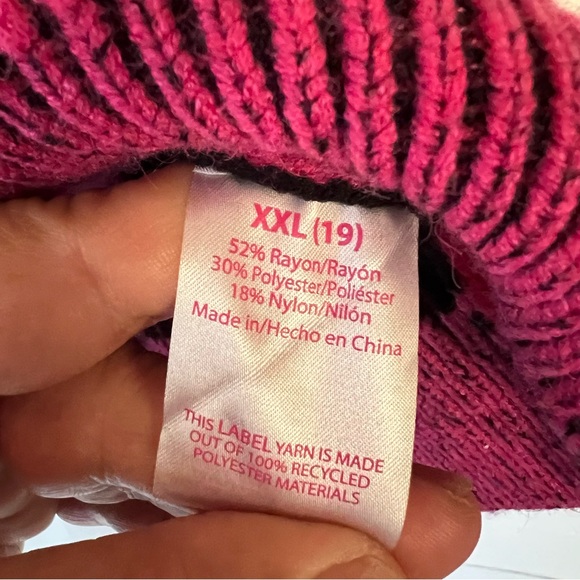 XXL (19)
52% Rayon/Rayón
30% Polyester/Poliéster
18% Nylon/Nilón
Made in/Hecho en China
THIS LABEL YARN IS MADE
OUT OF 100% RECYCLED
POLYESTER MATERIALS